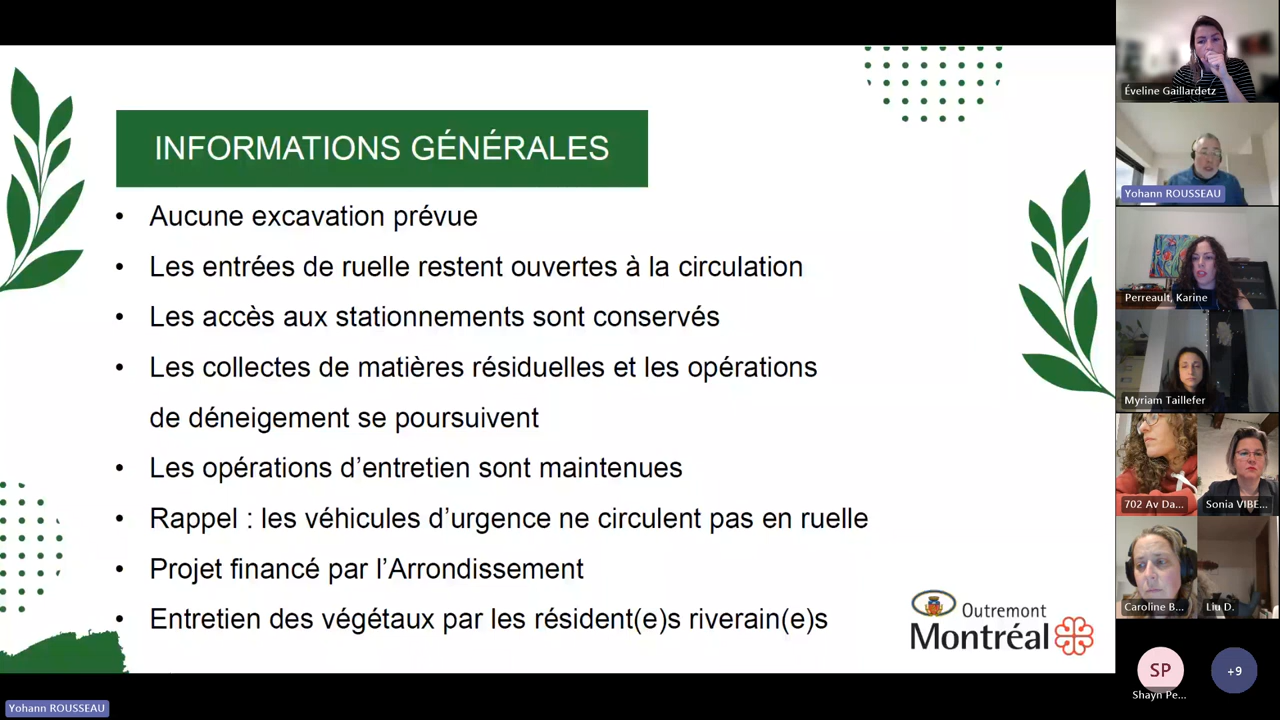 INFORMATIONS GÉNÉRALES
• Aucune excavation prévue
• Les entrées de ruelle restent ouvertes à la circulation
• Les accès aux stationnements sont conservés
• Les collectes de matières résiduelles et les opérations
de déneigement se poursuivent
• Les opérations d’entretien sont maintenues
• Rappel : les véhicules d’urgence ne circulent pas en ruelle
• Projet financé par l’Arrondissement
• Entretien des végétaux par les résident(e)s riverain(e)s
Outremont
Montréal
Éveline Gaillardetz
Yohann ROUSSEAU
Perreault, Karine
Myriam Taillefer
702 Av Da...
Sonia VIBE...
Caroline B...
Liu D.
SP
+9
Shayn Pe...
Yohann ROUSSEAU